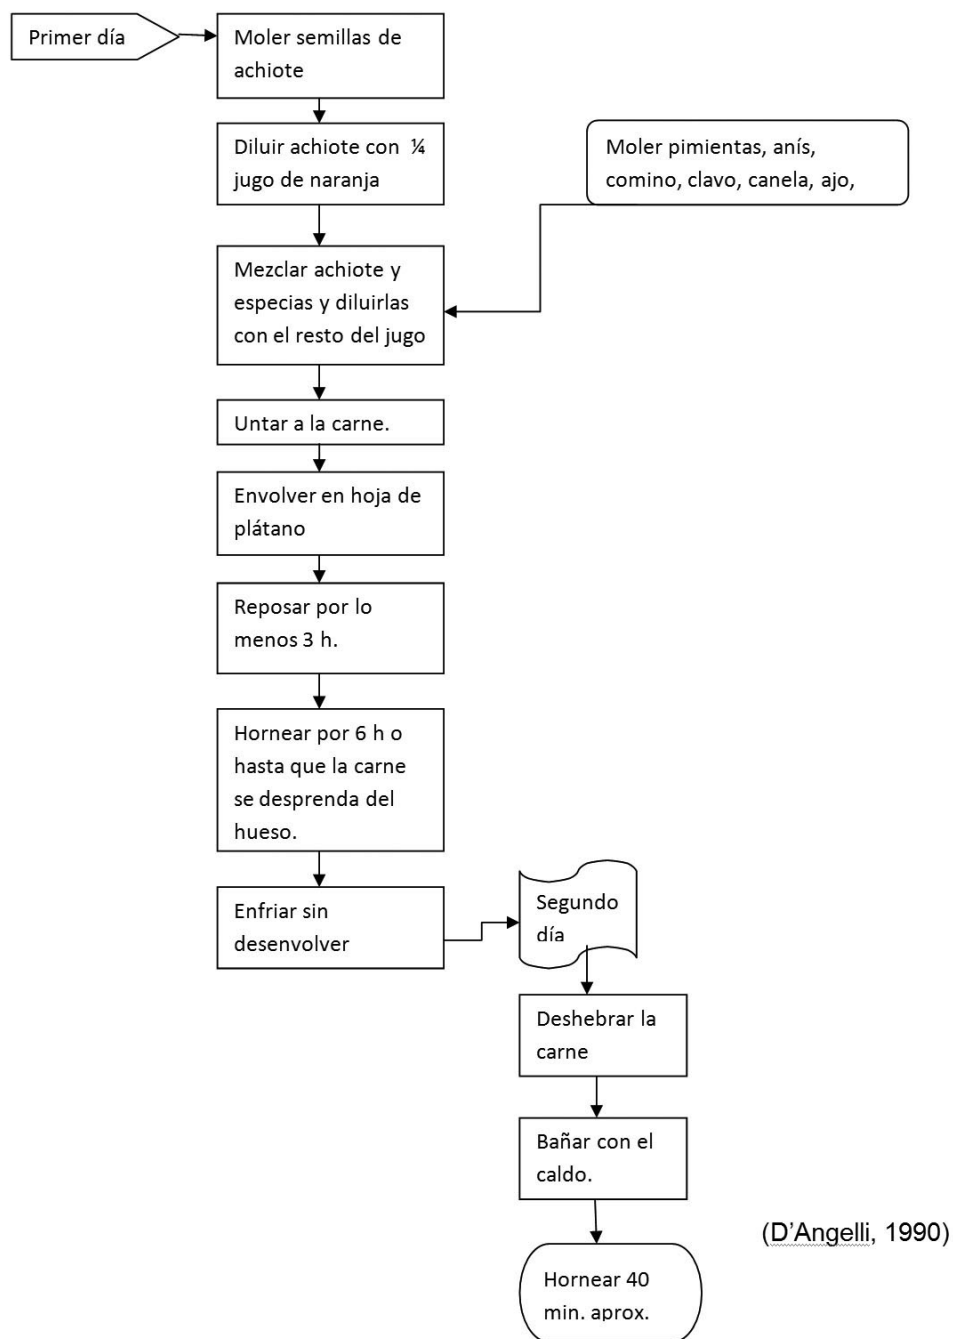 Primer día
Moler semillas de
achiote
Diluir achiote con ¼
jugo de naranja
Moler pimientas, anís,
comino, clavo, canela, ajo,
Mezclar achiote y
especias y diluirlas
con el resto del jugo
Untar a la carne.
Envolver en hoja de
plátano
Reposar por lo
menos 3 h.
Hornear por 6 h o
hasta que la carne
se desprenda del
hueso.
Enfriar sin
desenvolver
Segundo
día
Deshebrar la
carne
Bañar con el
caldo.
(D’Angelli, 1990)
Hornear 40
min. aprox.